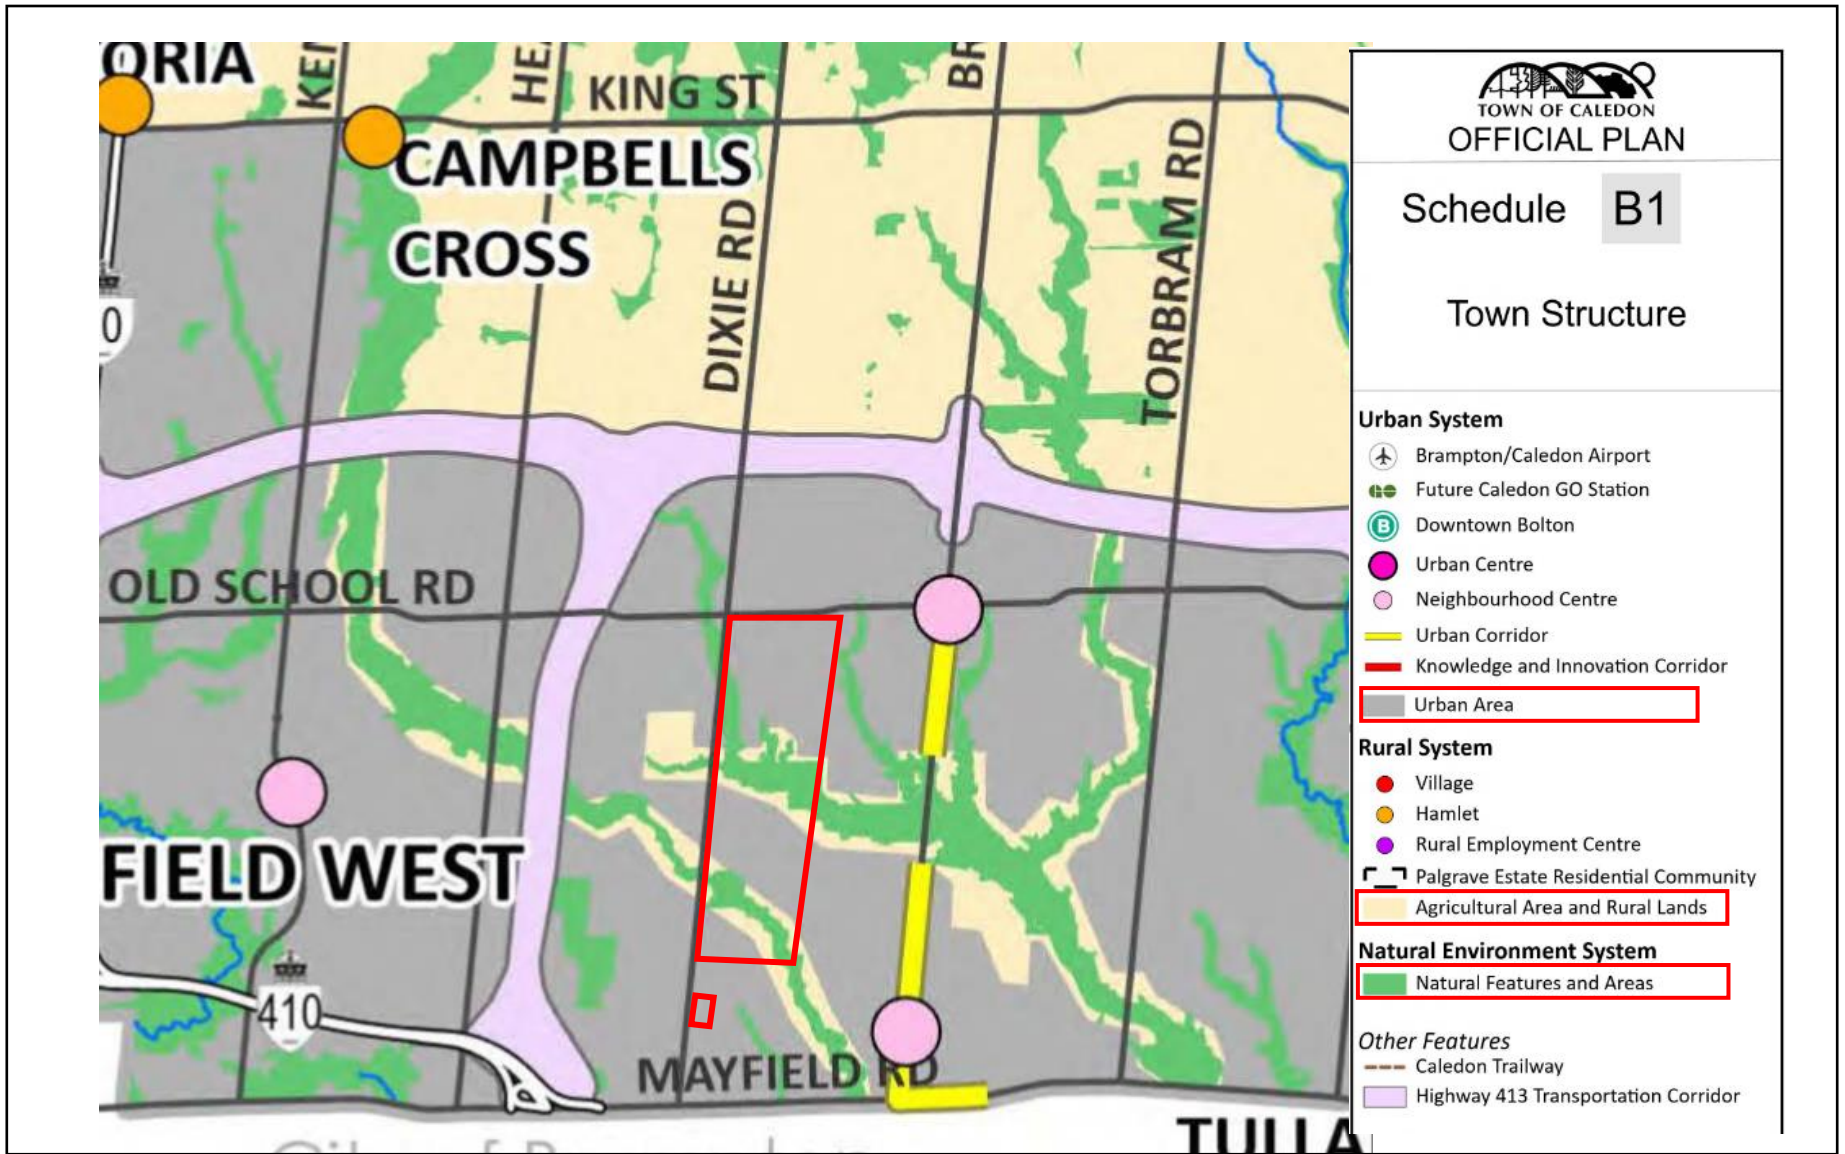 ORIA
KEN
HEA
KING ST
BR
CAMPBELLS
CROSS
DIXIE RD
TORBRAM RD
0
OLD SCHOOL RD
FIELD WEST
410
MAYFIELD RD
TULLA
TOWN OF CALEDON
OFFICIAL PLAN
Schedule B1
Town Structure
Urban System
Brampton/Caledon Airport
Future Caledon GO Station
B Downtown Bolton
Urban Centre
Neighbourhood Centre
Urban Corridor
Knowledge and Innovation Corridor
Urban Area
Rural System
Village
Hamlet
Rural Employment Centre
Palgrave Estate Residential Community
Agricultural Area and Rural Lands
Natural Environment System
Natural Features and Areas
Other Features
Caledon Trailway
Highway 413 Transportation Corridor